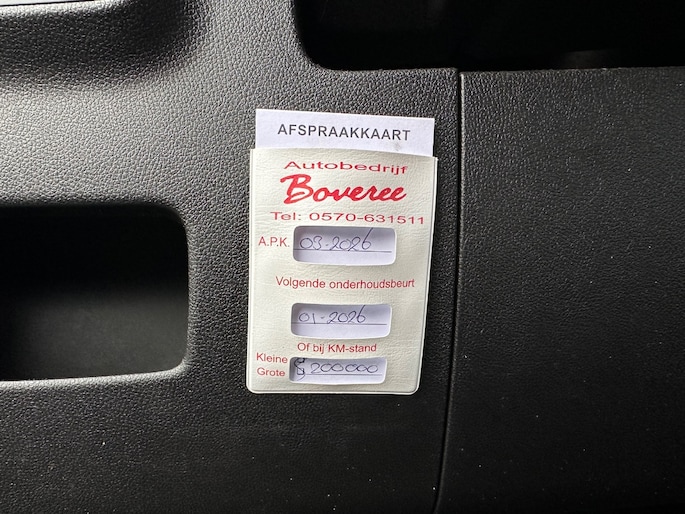 AFSPRAAKKAART
Autobedrijf
Boveree
Tel: 0570-631511
A.P.K. 03-2026
Volgende onderhoudsbeurt
01-2026
Of bij KM-stand
Kleine
Grote
200000